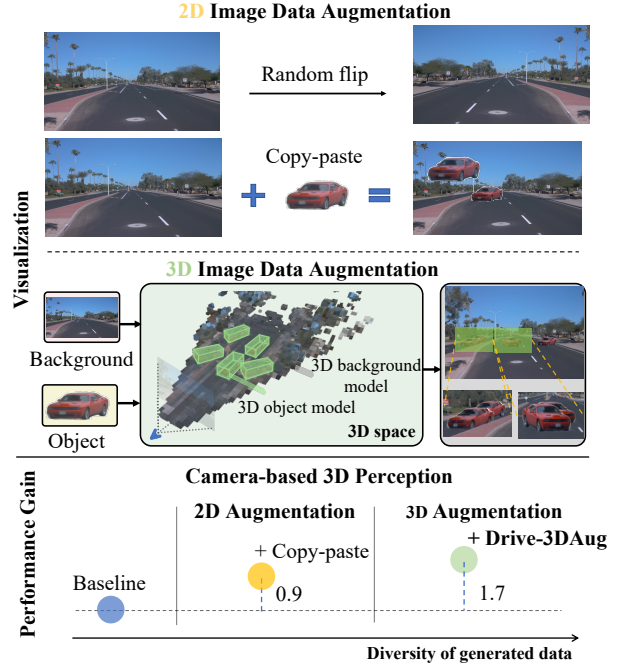 2D Image Data Augmentation
Random flip
Copy-paste
Visualization
3D Image Data Augmentation
Background
Object
3D background
model
3D object model
3D space
Camera-based 3D Perception
Performance Gain
2D Augmentation
3D Augmentation
+ Copy-paste
+ Drive-3DAug
Baseline
0.9
1.7
Diversity of generated data